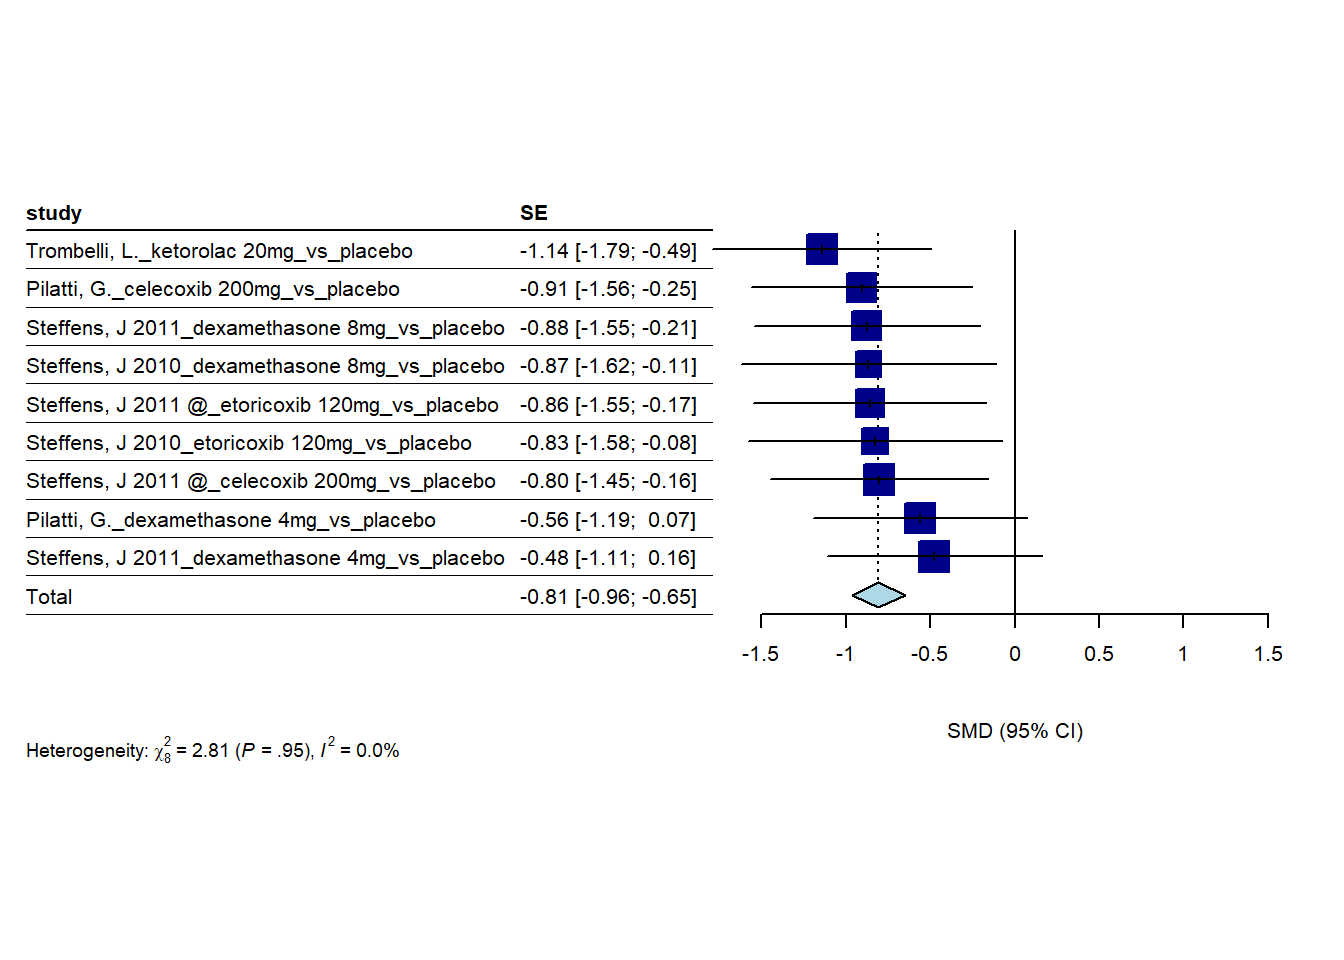 study SE
Trombelli, L._ketorolac 20mg_vs_placebo -1.14 [-1.79; -0.49]
Pilatti, G._celecoxib 200mg_vs_placebo -0.91 [-1.56; -0.25]
Steffens, J 2011_dexamethasone 8mg_vs_placebo -0.88 [-1.55; -0.21]
Steffens, J 2010_dexamethasone 8mg_vs_placebo -0.87 [-1.62; -0.11]
Steffens, J 2011 @_etoricoxib 120mg_vs_placebo -0.86 [-1.55; -0.17]
Steffens, J 2010_etoricoxib 120mg_vs_placebo -0.83 [-1.58; -0.08]
Steffens, J 2011 @_celecoxib 200mg_vs_placebo -0.80 [-1.45; -0.16]
Pilatti, G._dexamethasone 4mg_vs_placebo -0.56 [-1.19; 0.07]
Steffens, J 2011_dexamethasone 4mg_vs_placebo -0.48 [-1.11; 0.16]
Total -0.81 [-0.96; -0.65]
-1.5 -1 -0.5 0 0.5 1 1.5
SMD (95% CI)
Heterogeneity: χ²₈ = 2.81 (P = .95), I² = 0.0%